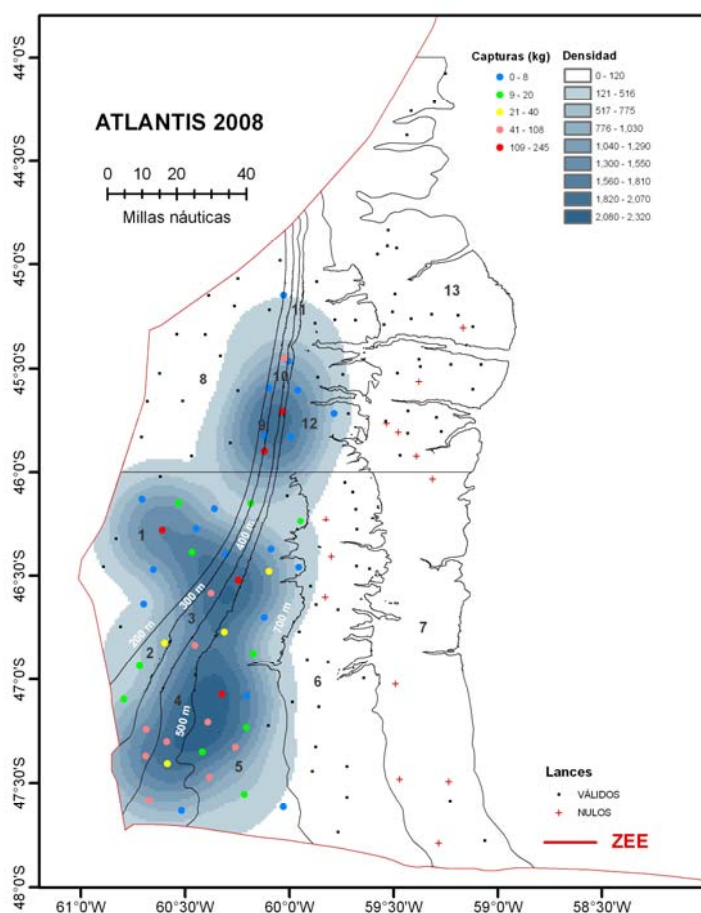 ATLANTIS 2008
0 10 20 30 40
Millas náuticas
Capturas (kg)
0 - 8
9 - 20
21 - 40
41 - 108
109 - 245
Densidad
0 - 120
121 - 516
517 - 775
776 - 1,030
1,040 - 1,290
1,300 - 1,550
1,560 - 1,810
1,820 - 2,070
2,080 - 2,320
44°0'S
44°30'S
45°0'S
45°30'S
46°0'S
46°30'S
47°0'S
47°30'S
48°0'S
13
11
8
10
9
12
1
400 m
300 m
200 m
700 m
3
2
7
6
4
500 m
5
Lances
VÁLIDOS
NULOS
ZEE
61°0'W
60°30'W
60°0'W
59°30'W
59°0'W
58°30'W